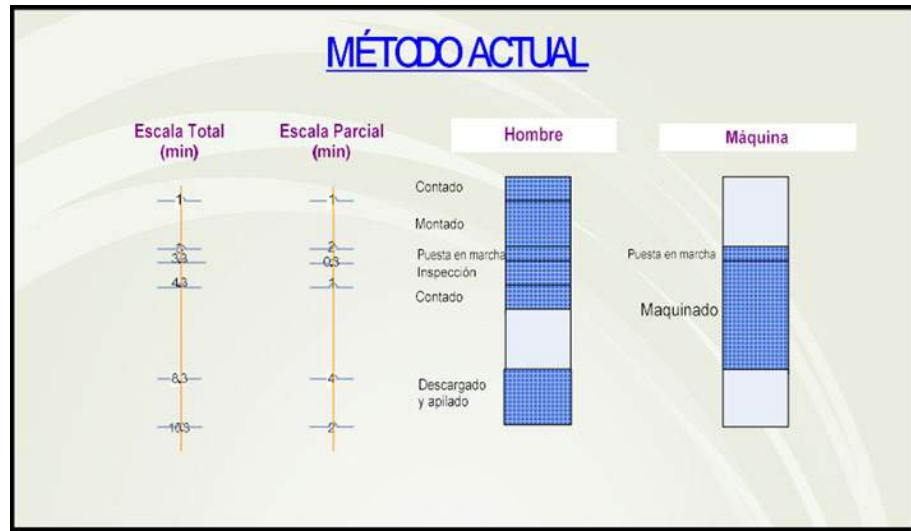 MÉTODO ACTUAL
Escala Total
(min)
Escala Parcial
(min)
Hombre
Máquina
1
1
Contado
Montado
2
3.3
0.3
Puesta en marcha
Puesta en marcha
Inspección
4.3
1
Contado
Maquinado
8.3
4
Descargado
y apilado
10.3
2